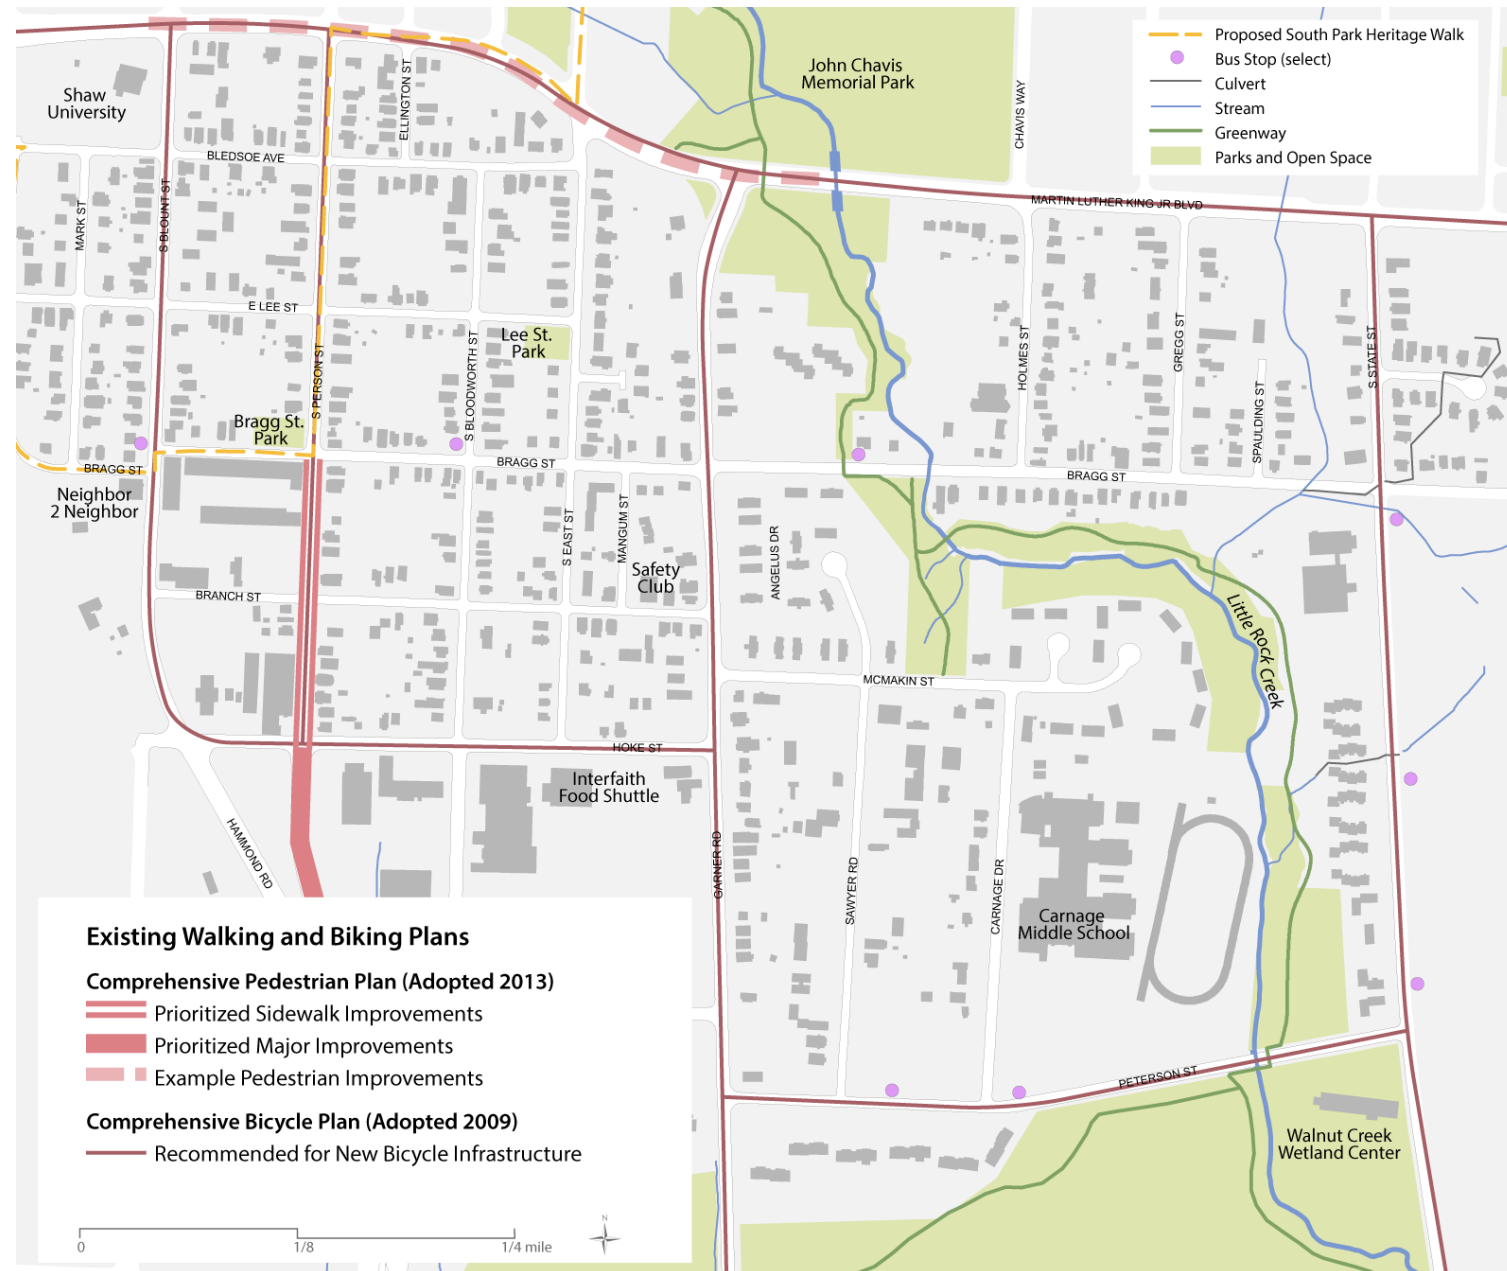 Proposed South Park Heritage Walk
Bus Stop (select)
Culvert
Stream
Greenway
Parks and Open Space
John Chavis
Memorial Park
Shaw
University
ELLINGTON ST
CHAVIS WAY
BLEDSOE AVE
MARK ST
S BLOUNT ST
MARTIN LUTHER KING JR BLVD
E LEE ST
Lee St.
Park
S PERSON ST
S BLOODWORTH ST
HOLMES ST
GREGG ST
S STATE ST
SPAULDING ST
Bragg St.
Park
BRAGG ST
BRAGG ST
BRAGG ST
Neighbor
2 Neighbor
S EAST ST
MANGUM ST
ANGELUS DR
Safety
Club
BRANCH ST
Little Rock Creek
MCMAKIN ST
HOKE ST
Interfaith
Food Shuttle
HAMMOND RD
GARNER RD
SAWYER RD
CARNAGE DR
Carnage
Middle School
PETERSON ST
Walnut Creek
Wetland Center
Existing Walking and Biking Plans
Comprehensive Pedestrian Plan (Adopted 2013)
Prioritized Sidewalk Improvements
Prioritized Major Improvements
Example Pedestrian Improvements
Comprehensive Bicycle Plan (Adopted 2009)
Recommended for New Bicycle Infrastructure
N
0 1/8 1/4 mile